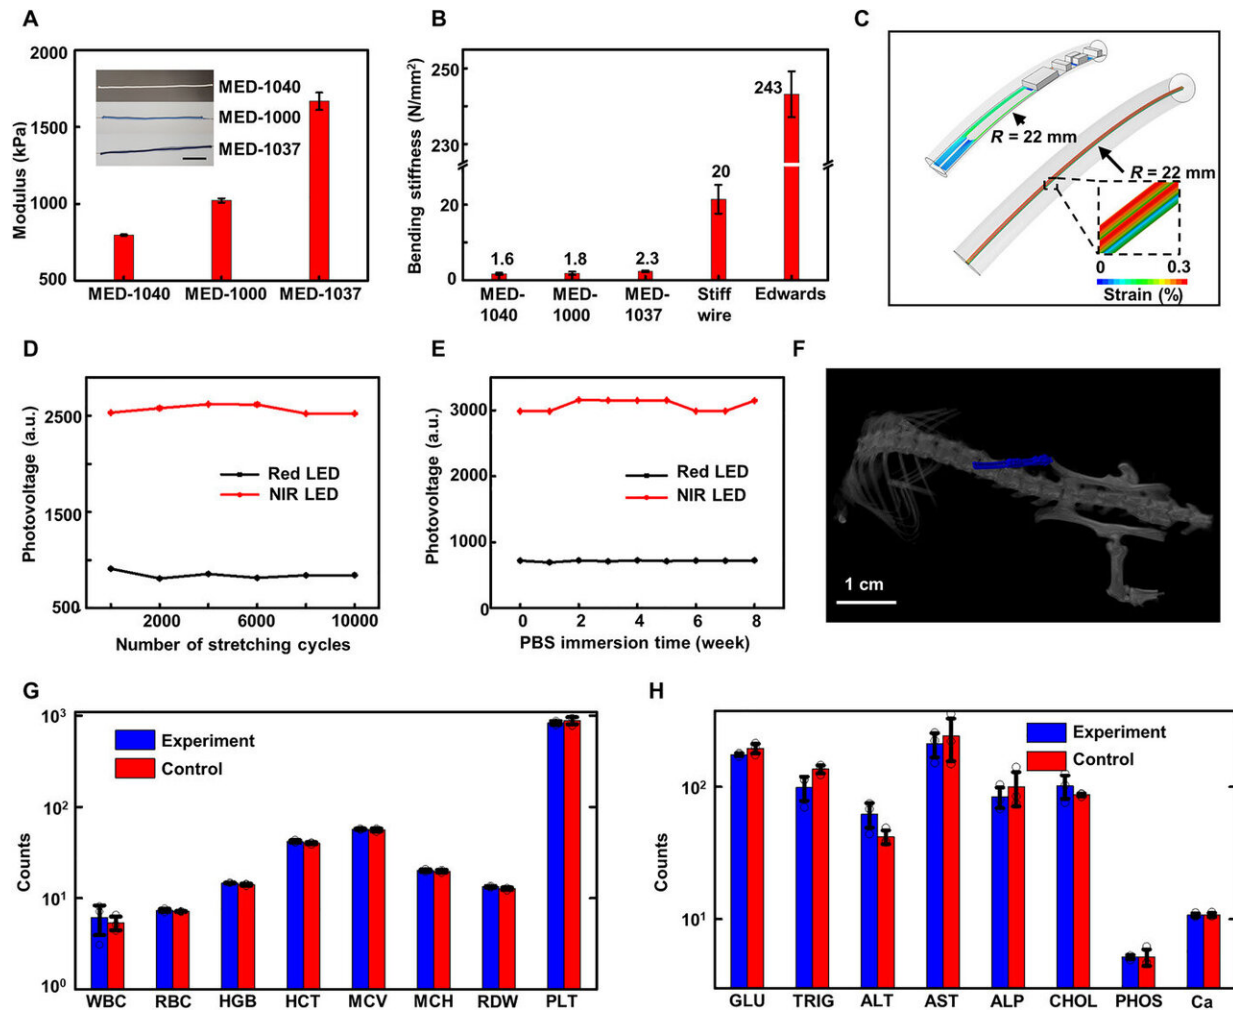 A
Modulus (kPa)
2000
1500
1000
500
MED-1040
MED-1000
MED-1037
MED-1040
MED-1000
MED-1037
B
Bending stiffness (N/mm²)
250
230
20
0
1.6
1.8
2.3
20
243
MED-1040
MED-1000
MED-1037
Stiff wire
Edwards
C
R = 22 mm
R = 22 mm
0
0.3
Strain (%)
D
Photovoltage (a.u.)
2500
1500
500
Red LED
NIR LED
2000
6000
10000
Number of stretching cycles
E
Photovoltage (a.u.)
3000
2000
1000
0
Red LED
NIR LED
0
2
4
6
8
PBS immersion time (week)
F
1 cm
G
Counts
10³
10²
10¹
10⁰
Experiment
Control
WBC
RBC
HGB
HCT
MCV
MCH
RDW
PLT
H
Counts
10²
10¹
Experiment
Control
GLU
TRIG
ALT
AST
ALP
CHOL
PHOS
Ca